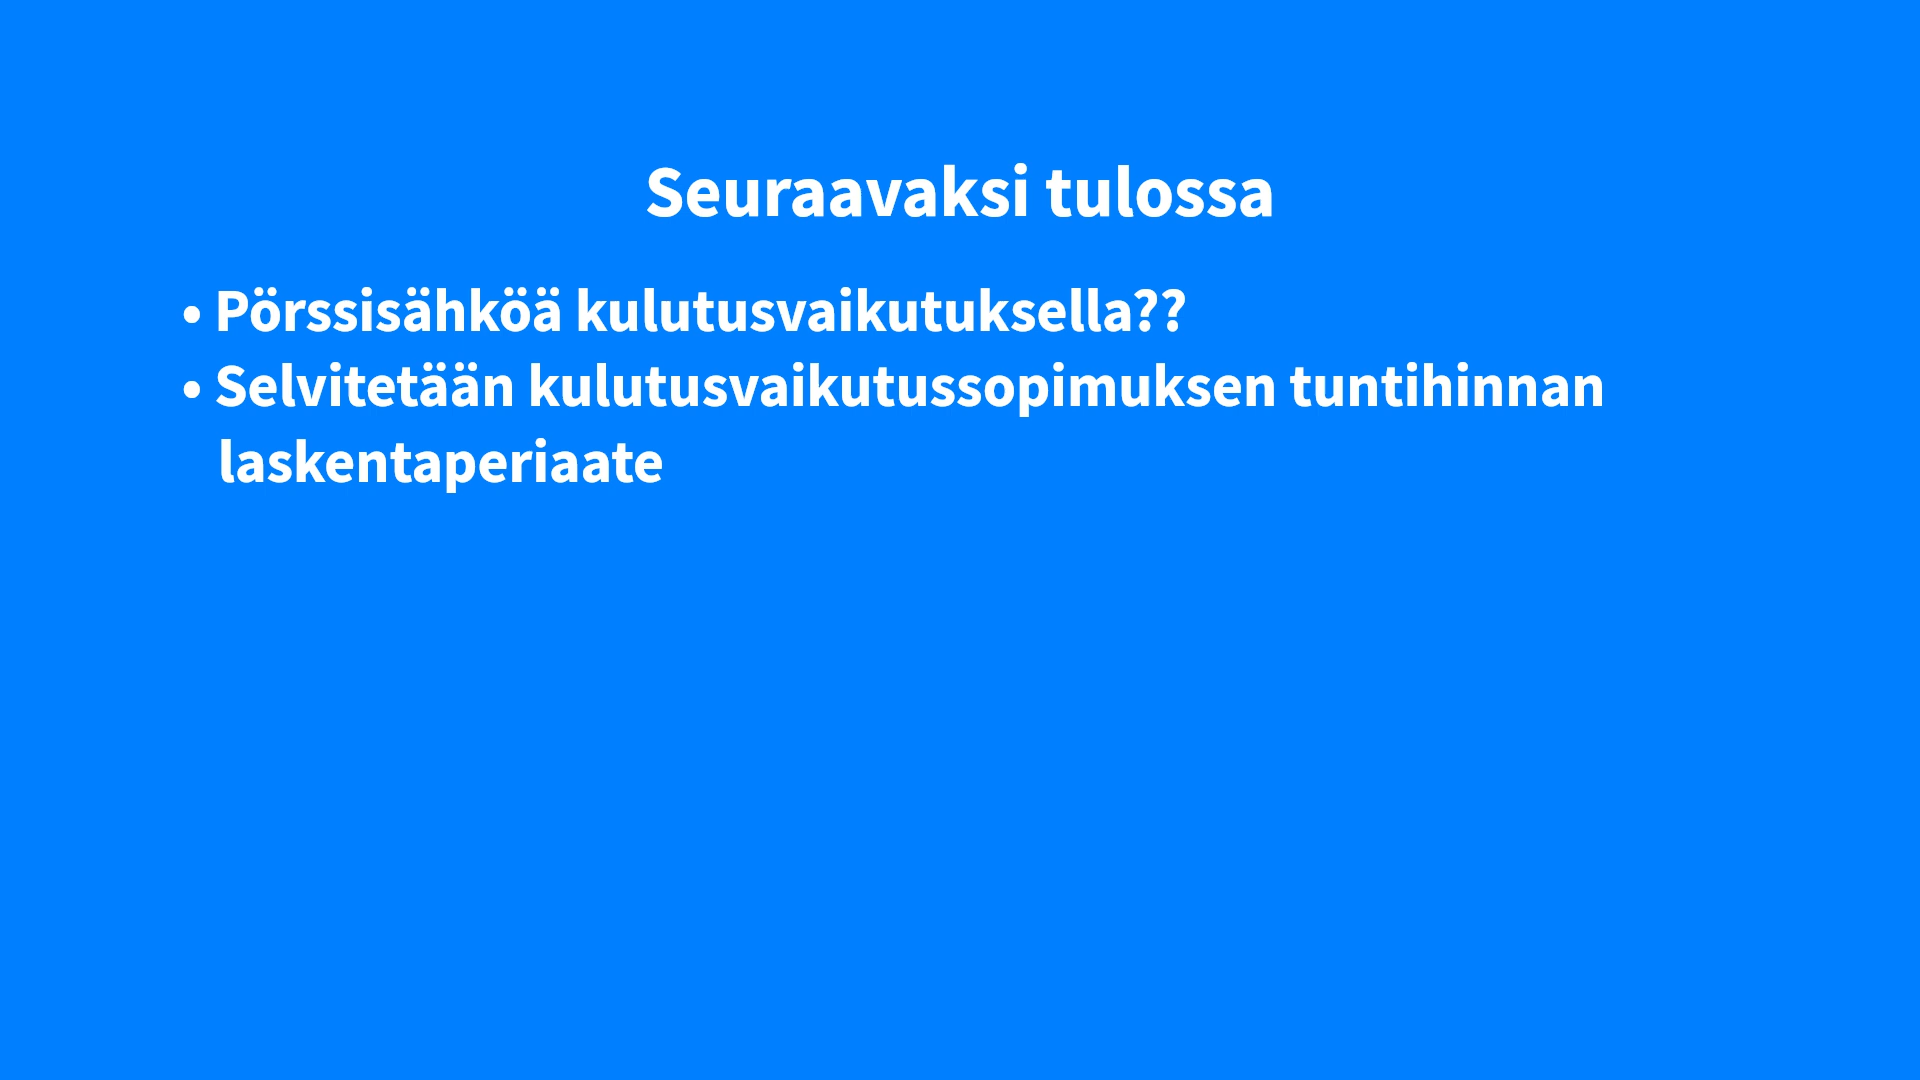 Seuraavaksi tulossa
• Pörssisähköä kulutusvaikutuksella??
• Selvitetään kulutusvaikutussopimuksen tuntihinnan
laskentaperiaate